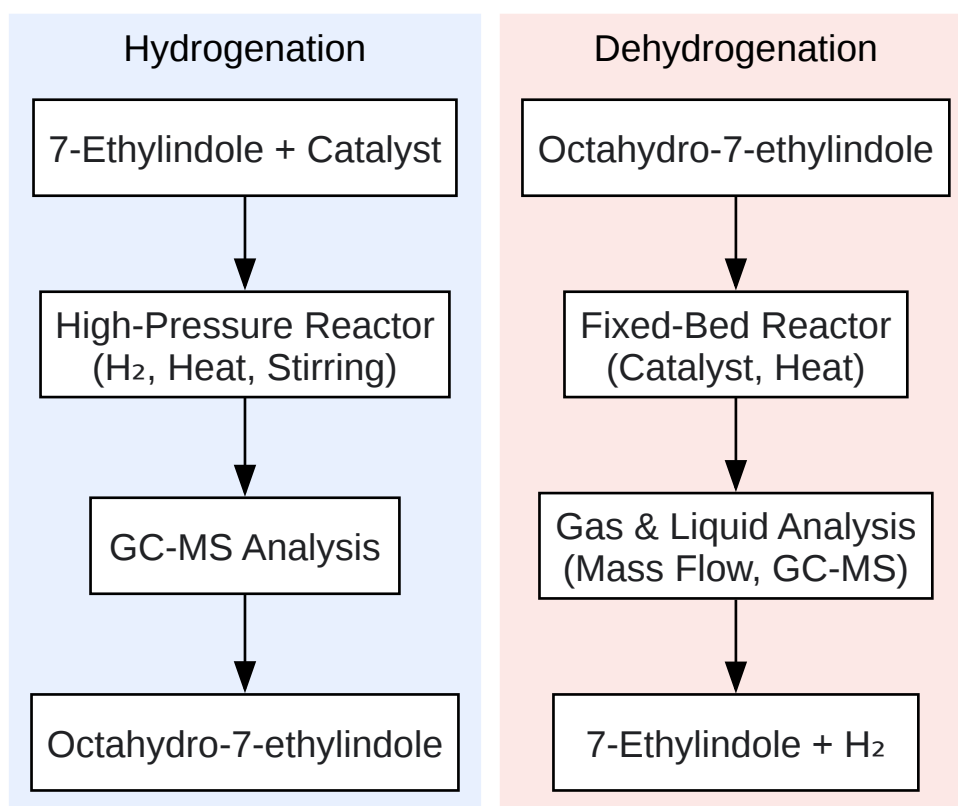 Hydrogenation
7-Ethylindole + Catalyst
High-Pressure Reactor
(H₂, Heat, Stirring)
GC-MS Analysis
Octahydro-7-ethylindole
Dehydrogenation
Octahydro-7-ethylindole
Fixed-Bed Reactor
(Catalyst, Heat)
Gas & Liquid Analysis
(Mass Flow, GC-MS)
7-Ethylindole + H₂